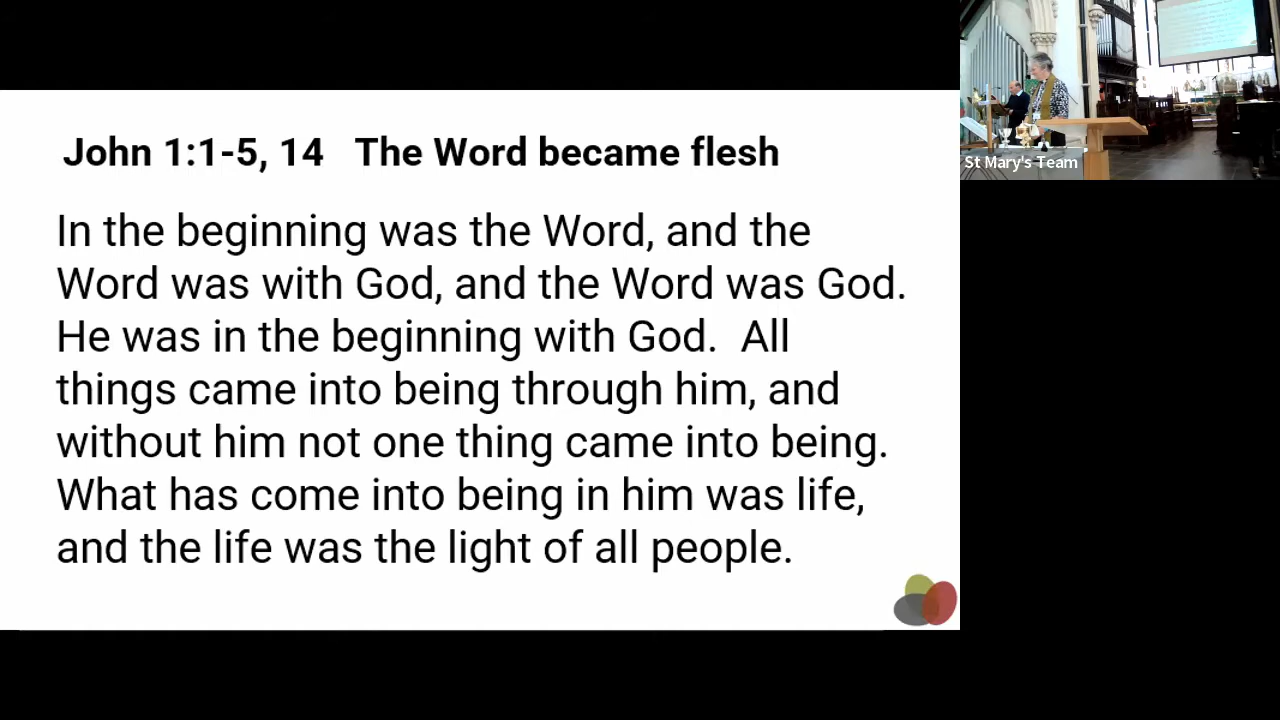 John 1:1-5, 14 The Word became flesh
In the beginning was the Word, and the
Word was with God, and the Word was God.
He was in the beginning with God. All
things came into being through him, and
without him not one thing came into being.
What has come into being in him was life,
and the life was the light of all people.
St Mary's Team